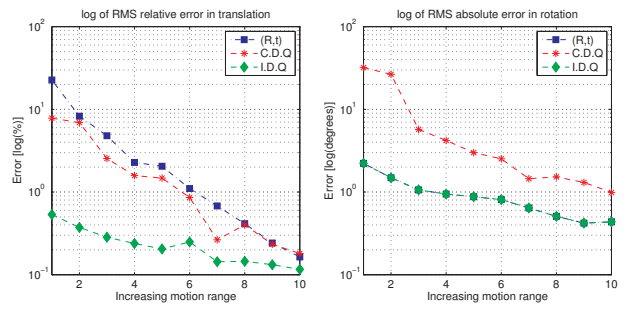 log of RMS relative error in translation
(R,t)
C.D.Q
I.D.Q
Error [log(%)]
10²
10¹
10⁰
10⁻¹
2 4 6 8 10
Increasing motion range
log of RMS absolute error in rotation
(R,t)
C.D.Q
I.D.Q
Error [log(degrees)]
10²
10¹
10⁰
10⁻¹
2 4 6 8 10
Increasing motion range